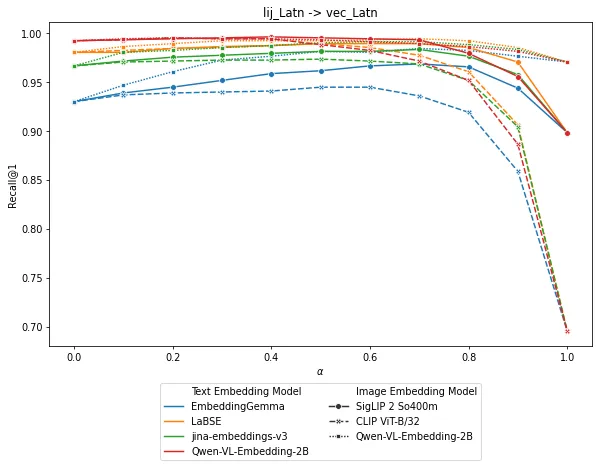 lij_Latn -> vec_Latn
Recall@1
1.00
0.95
0.90
0.85
0.80
0.75
0.70
0.0 0.2 0.4 0.6 0.8 1.0
α
Text Embedding Model Image Embedding Model
EmbeddingGemma SigLIP 2 So400m
LaBSE CLIP ViT-B/32
jina-embeddings-v3 Qwen-VL-Embedding-2B
Qwen-VL-Embedding-2B